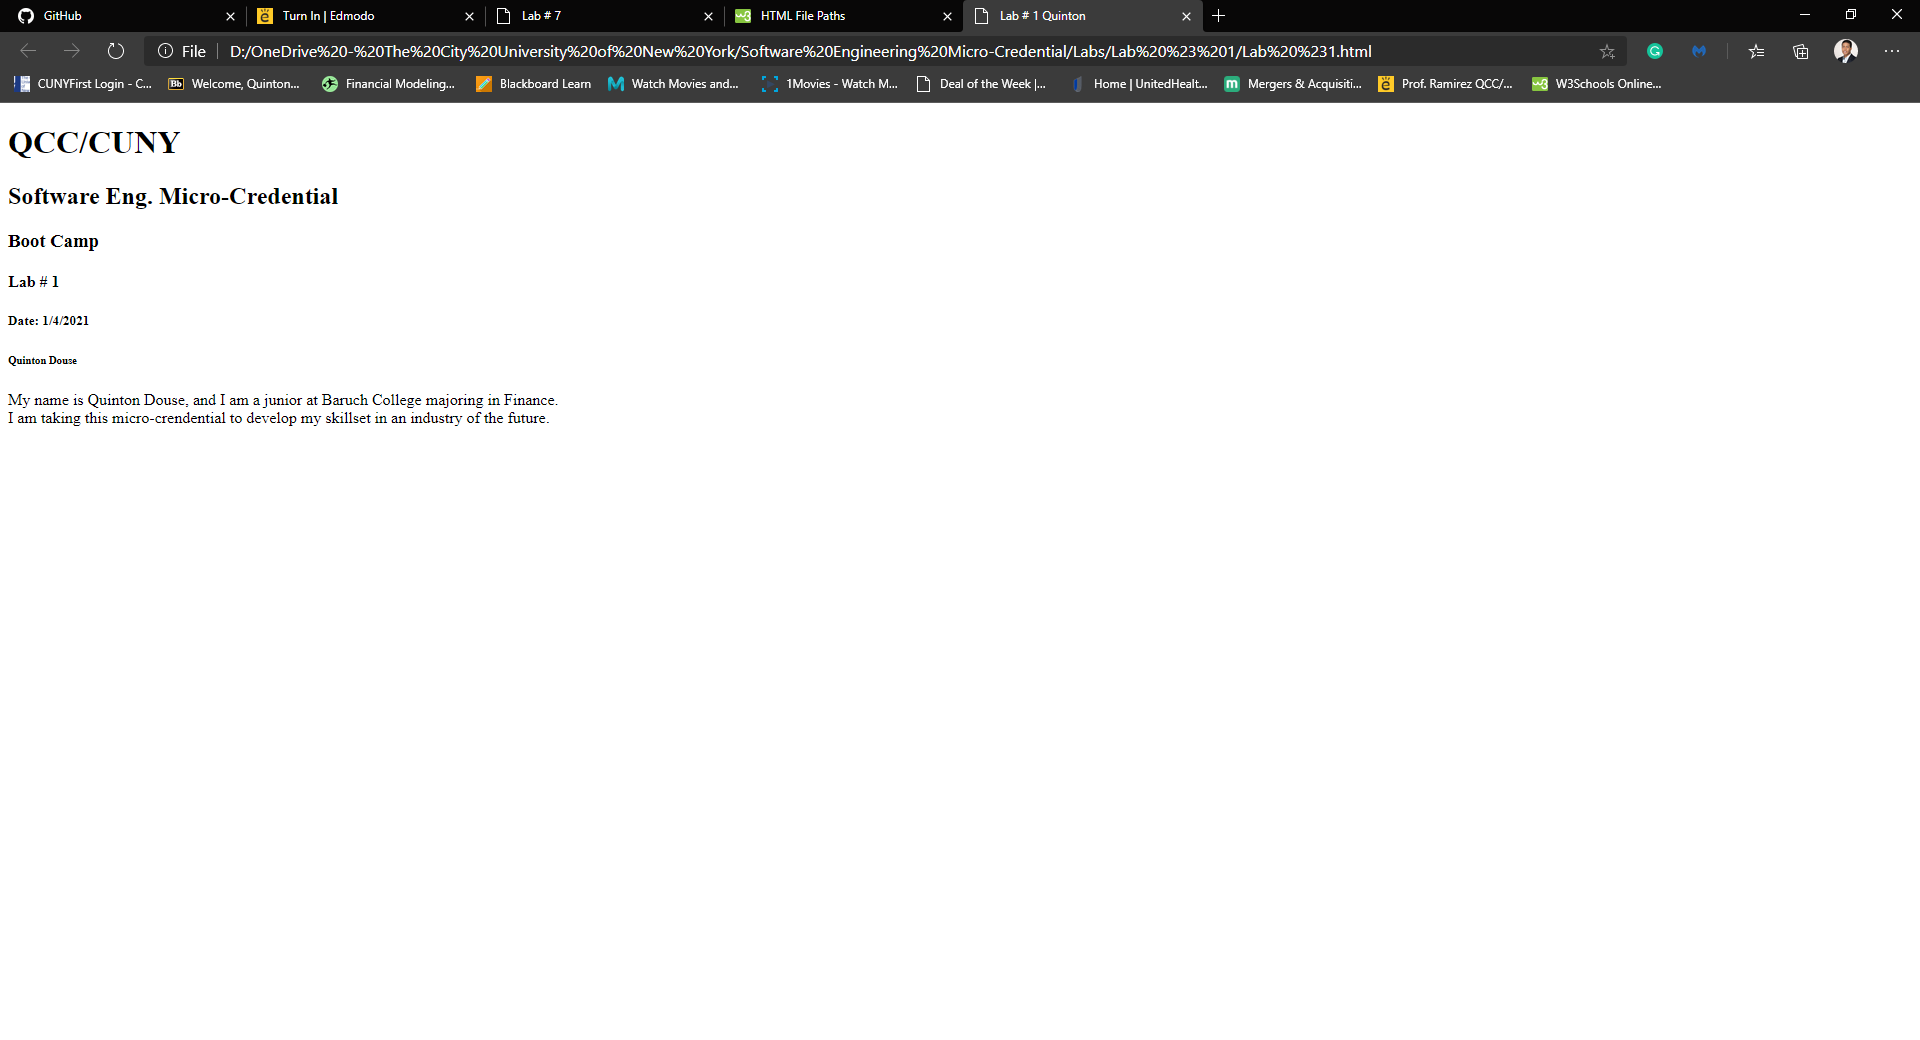 GitHub
Turn In | Edmodo
Lab # 7
HTML File Paths
Lab # 1 Quinton
File
D:/OneDrive%20-%20The%20City%20University%20of%20New%20York/Software%20Engineering%20Micro-Credential/Labs/Lab%20%23%201/Lab%20%231.html
CUNYFirst Login - C...
Bb Welcome, Quinton...
Financial Modeling...
Blackboard Learn
Watch Movies and...
1Movies - Watch M...
Deal of the Week |...
Home | UnitedHealt...
m Mergers & Acquisiti...
Prof. Ramirez QCC/...
W3Schools Online...
QCC/CUNY
Software Eng. Micro-Credential
Boot Camp
Lab # 1
Date: 1/4/2021
Quinton Douse
My name is Quinton Douse, and I am a junior at Baruch College majoring in Finance.
I am taking this micro-crendential to develop my skillset in an industry of the future.